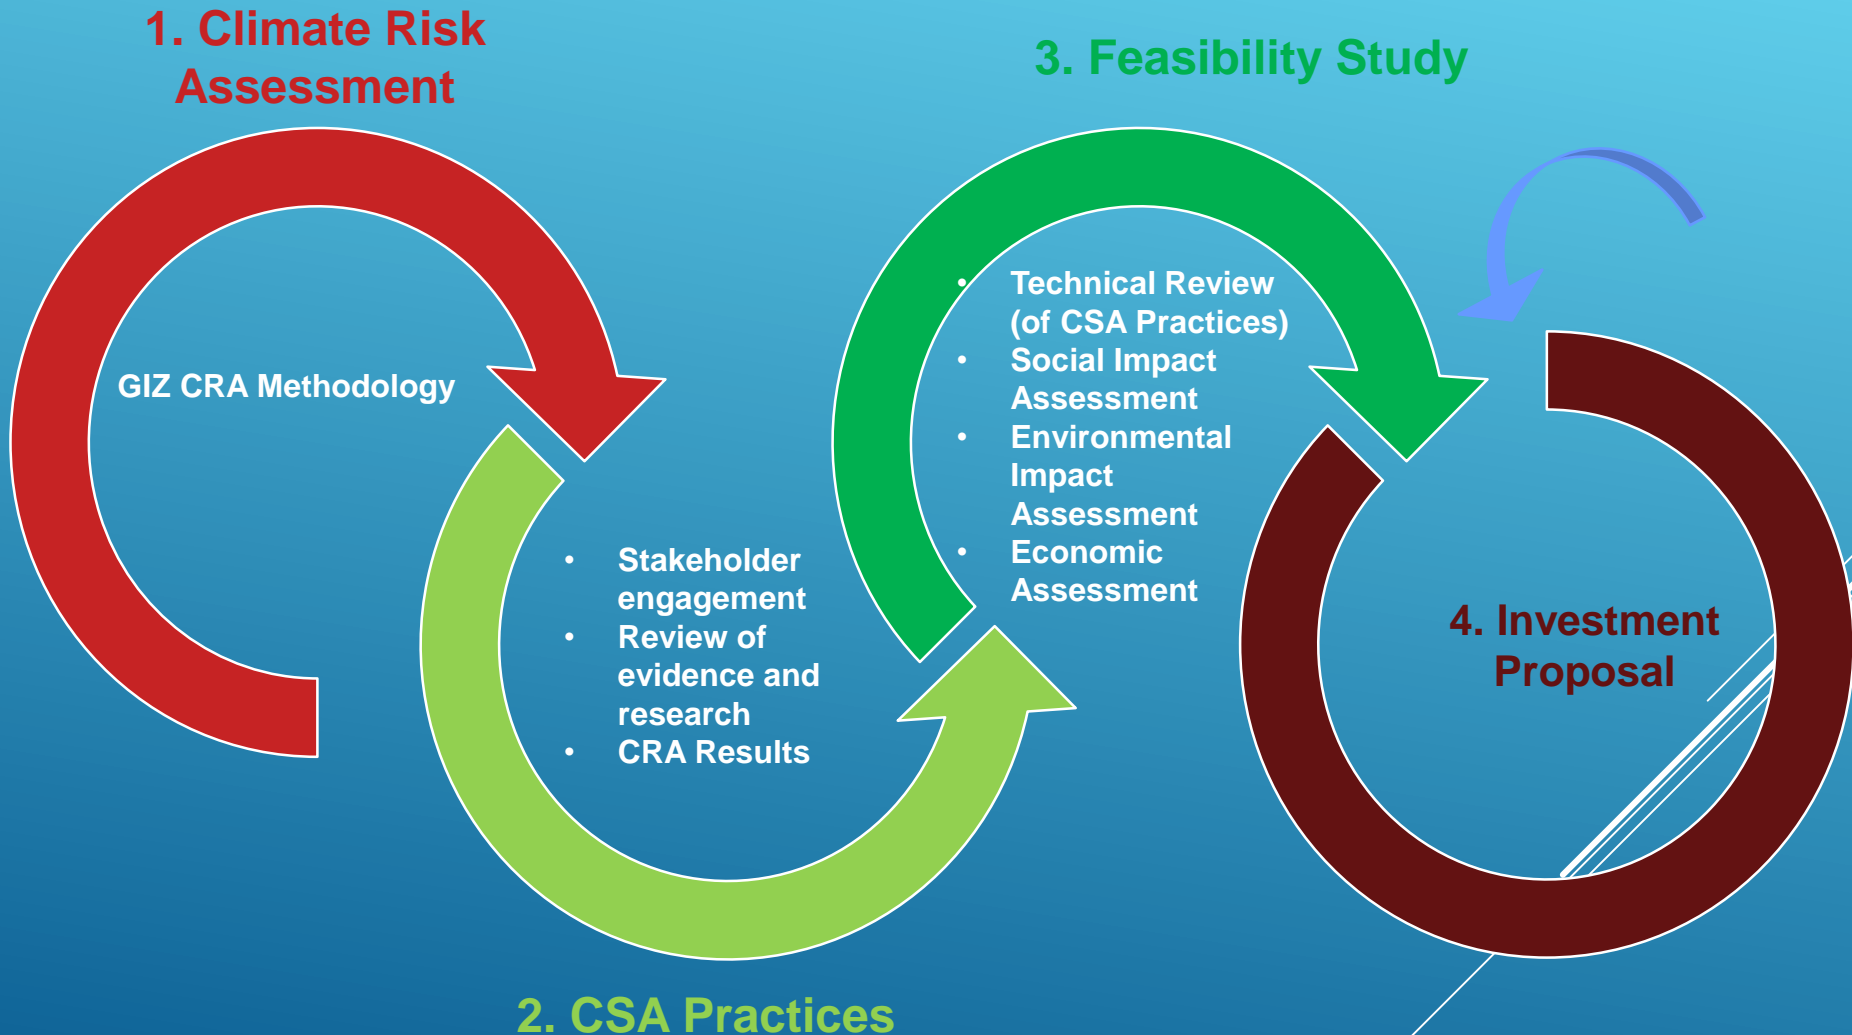 1. Climate Risk
Assessment
GIZ CRA Methodology
2. CSA Practices
• Stakeholder
engagement
• Review of
evidence and
research
• CRA Results
3. Feasibility Study
• Technical Review
(of CSA Practices)
• Social Impact
Assessment
• Environmental
Impact
Assessment
• Economic
Assessment
4. Investment
Proposal